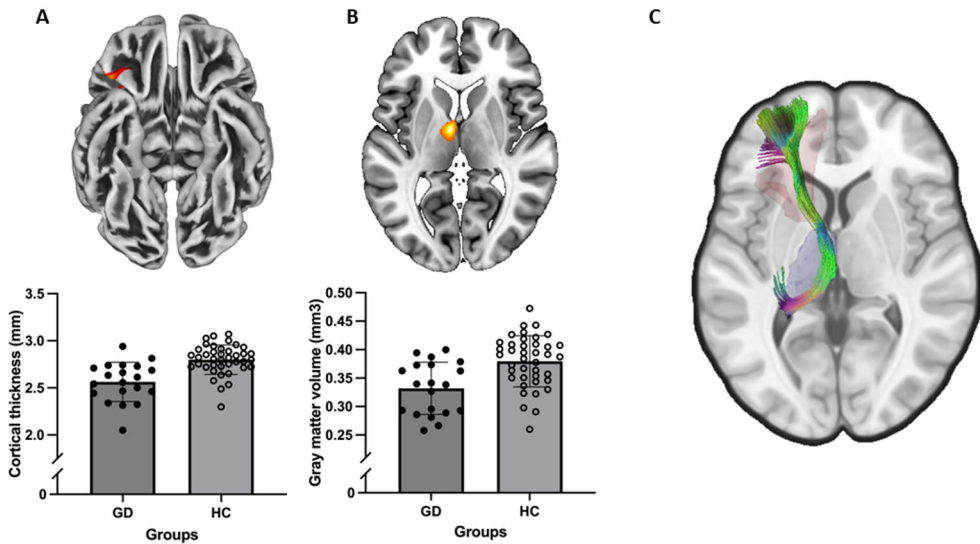 A
B
C
Cortical thickness (mm)
3.5
3.0
2.5
2.0
0
GD
HC
Groups
Gray matter volume (mm3)
0.50
0.45
0.40
0.35
0.30
0.25
0
GD
HC
Groups